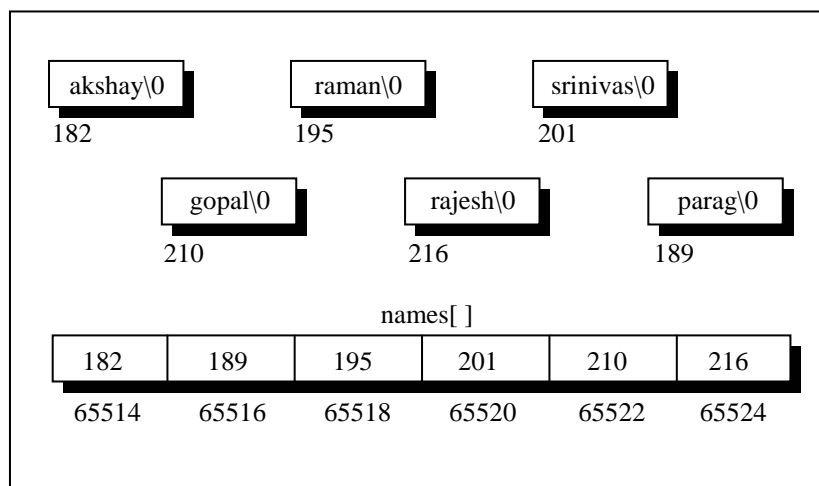 akshay\0 raman\0 srinivas\0
182 195 201
gopal\0 rajesh\0 parag\0
210 216 189
names[ ]
182 189 195 201 210 216
65514 65516 65518 65520 65522 65524